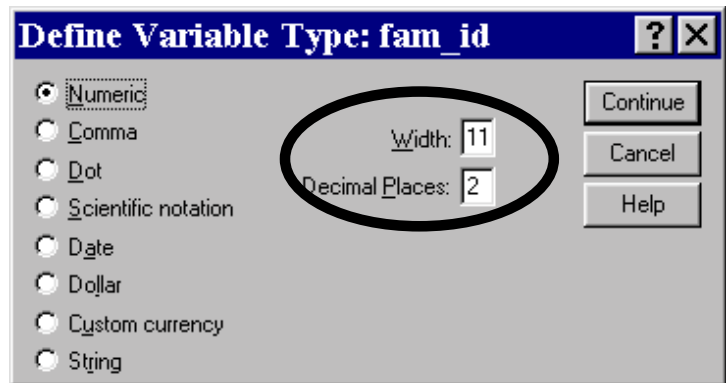 Define Variable Type: fam_id ? X
Numeric
Comma
Dot
Scientific notation
Date
Dollar
Custom currency
String
Width: 11
Decimal Places: 2
Continue
Cancel
Help